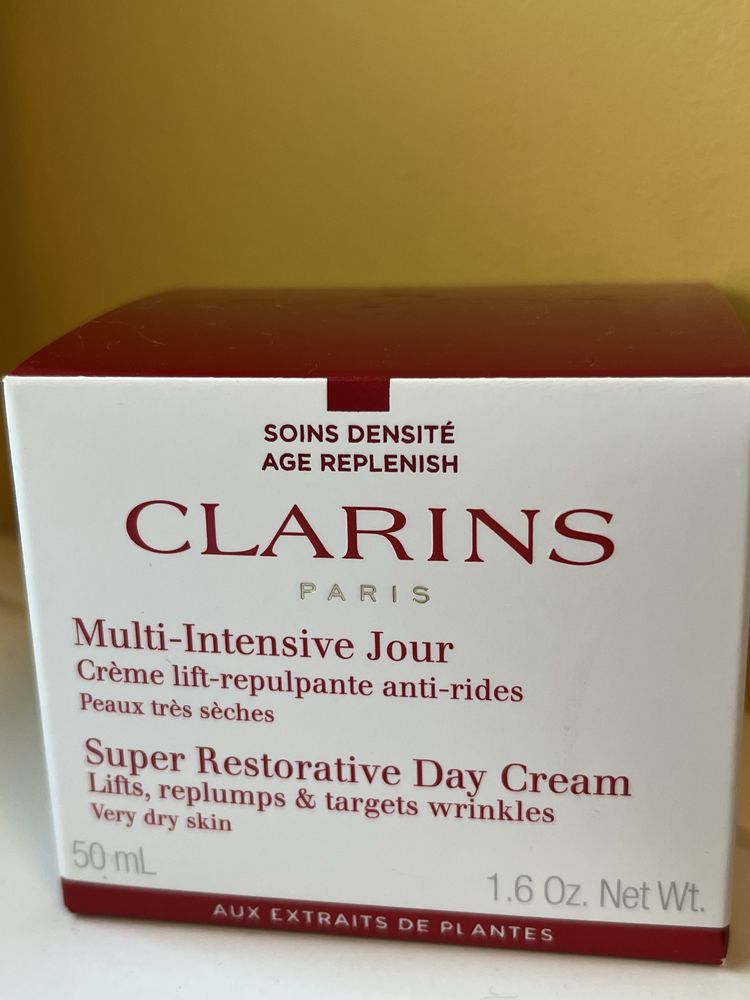 SOINS DENSITÉ
AGE REPLENISH
CLARINS
PARIS
Multi-Intensive Jour
Crème lift-repulpante anti-rides
Peaux très sèches
Super Restorative Day Cream
Lifts, replumps & targets wrinkles
Very dry skin
50 mL
1.6 Oz. Net Wt.
AUX EXTRAITS DE PLANTES